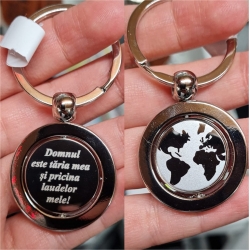 Domnul
este tăria mea
și pricina
laudelor
mele!